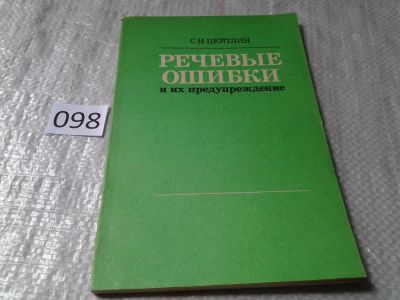 С. Н. ЦЕЙТЛИН
РЕЧЕВЫЕ
ОШИБКИ
и их предупреждение
098